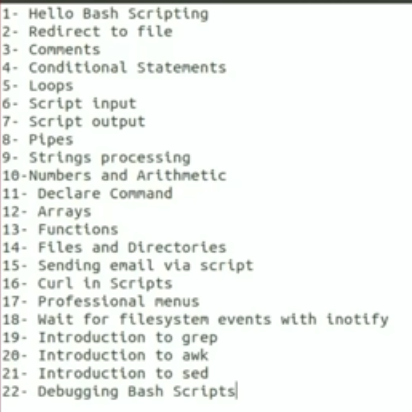 1- Hello Bash Scripting
2- Redirect to file
3- Comments
4- Conditional Statements
5- Loops
6- Script input
7- Script output
8- Pipes
9- Strings processing
10-Numbers and Arithmetic
11- Declare Command
12- Arrays
13- Functions
14- Files and Directories
15- Sending email via script
16- Curl in Scripts
17- Professional menus
18- Wait for filesystem events with inotify
19- Introduction to grep
20- Introduction to awk
21- Introduction to sed
22- Debugging Bash Scripts